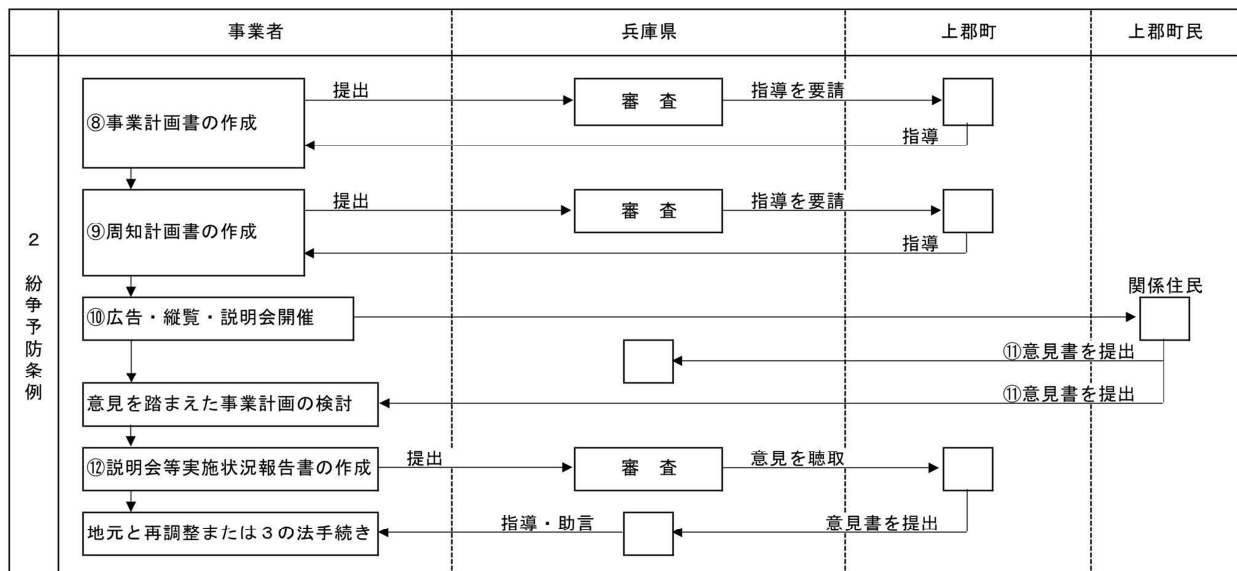 事業者 兵庫県 上郡町 上郡町民
2 紛争予防条例
⑧事業計画書の作成 提出 審 査 指導を要請
指導
⑨周知計画書の作成 提出 審 査 指導を要請
指導
関係住民
⑩広告・縦覧・説明会開催
⑪意見書を提出
意見を踏まえた事業計画の検討 ⑪意見書を提出
⑫説明会等実施状況報告書の作成 提出 審 査 意見を聴取
地元と再調整または3の法手続き 指導・助言 意見書を提出